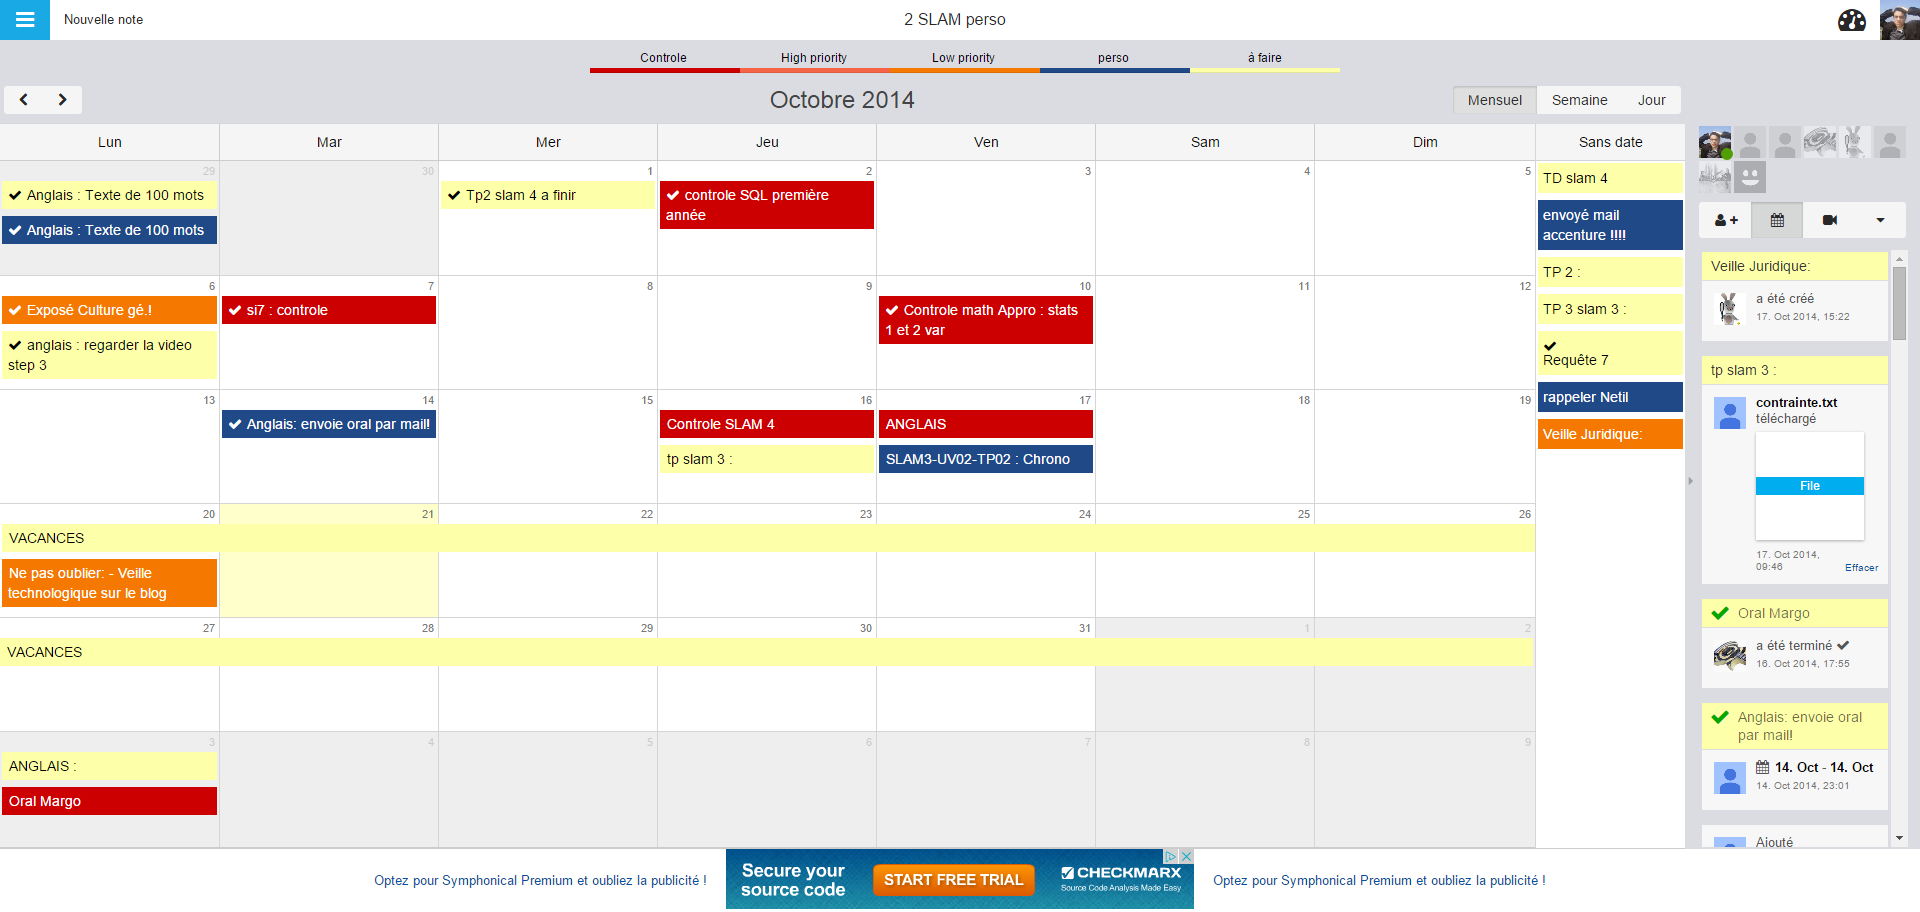 Nouvelle note
2 SLAM perso
Controle
High priority
Low priority
perso
à faire
Octobre 2014
Mensuel
Semaine
Jour
Lun
Mar
Mer
Jeu
Ven
Sam
Dim
Sans date
29
30
1
2
3
4
5
Anglais : Texte de 100 mots
Anglais : Texte de 100 mots
Tp2 slam 4 a finir
controle SQL première
année
6
7
8
9
10
11
12
Exposé Culture gé.!
anglais : regarder la video
step 3
si7 : controle
Controle math Appro : stats
1 et 2 var
13
14
15
16
17
18
19
Anglais: envoie oral par mail!
Controle SLAM 4
tp slam 3 :
ANGLAIS
SLAM3-UV02-TP02 : Chrono
20
21
22
23
24
25
26
VACANCES
Ne pas oublier: - Veille
technologique sur le blog
27
28
29
30
31
1
2
VACANCES
3
4
5
6
7
8
9
ANGLAIS :
Oral Margo
TD slam 4
envoyé mail
accenture !!!!
TP 2 :
TP 3 slam 3 :
Requête 7
rappeler Netil
Veille Juridique:
Veille Juridique:
a été créé
17. Oct 2014, 15:22
tp slam 3 :
contrainte.txt
téléchargé
File
17. Oct 2014,
09:46
Effacer
Oral Margo
a été terminé
16. Oct 2014, 17:55
Anglais: envoie oral
par mail!
14. Oct - 14. Oct
14. Oct 2014, 23:01
Ajouté
Optez pour Symphonical Premium et oubliez la publicité !
Secure your
source code
START FREE TRIAL
CHECKMARX
Source Code Analysis Made Easy
Optez pour Symphonical Premium et oubliez la publicité !